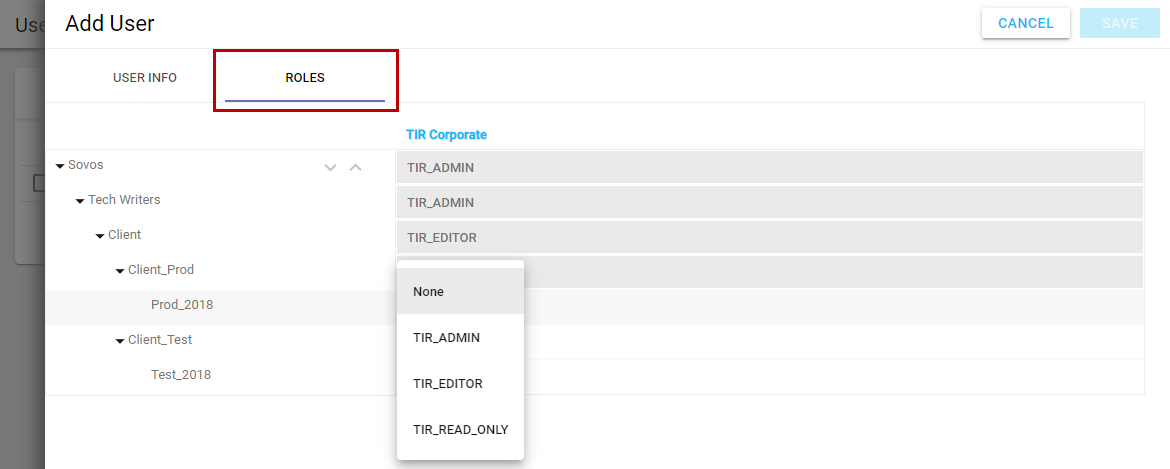 Use
Add User
CANCEL
SAVE
USER INFO
ROLES
TIR Corporate
Sovos
TIR_ADMIN
Tech Writers
TIR_ADMIN
Client
TIR_EDITOR
Client_Prod
Prod_2018
Client_Test
Test_2018
None
TIR_ADMIN
TIR_EDITOR
TIR_READ_ONLY